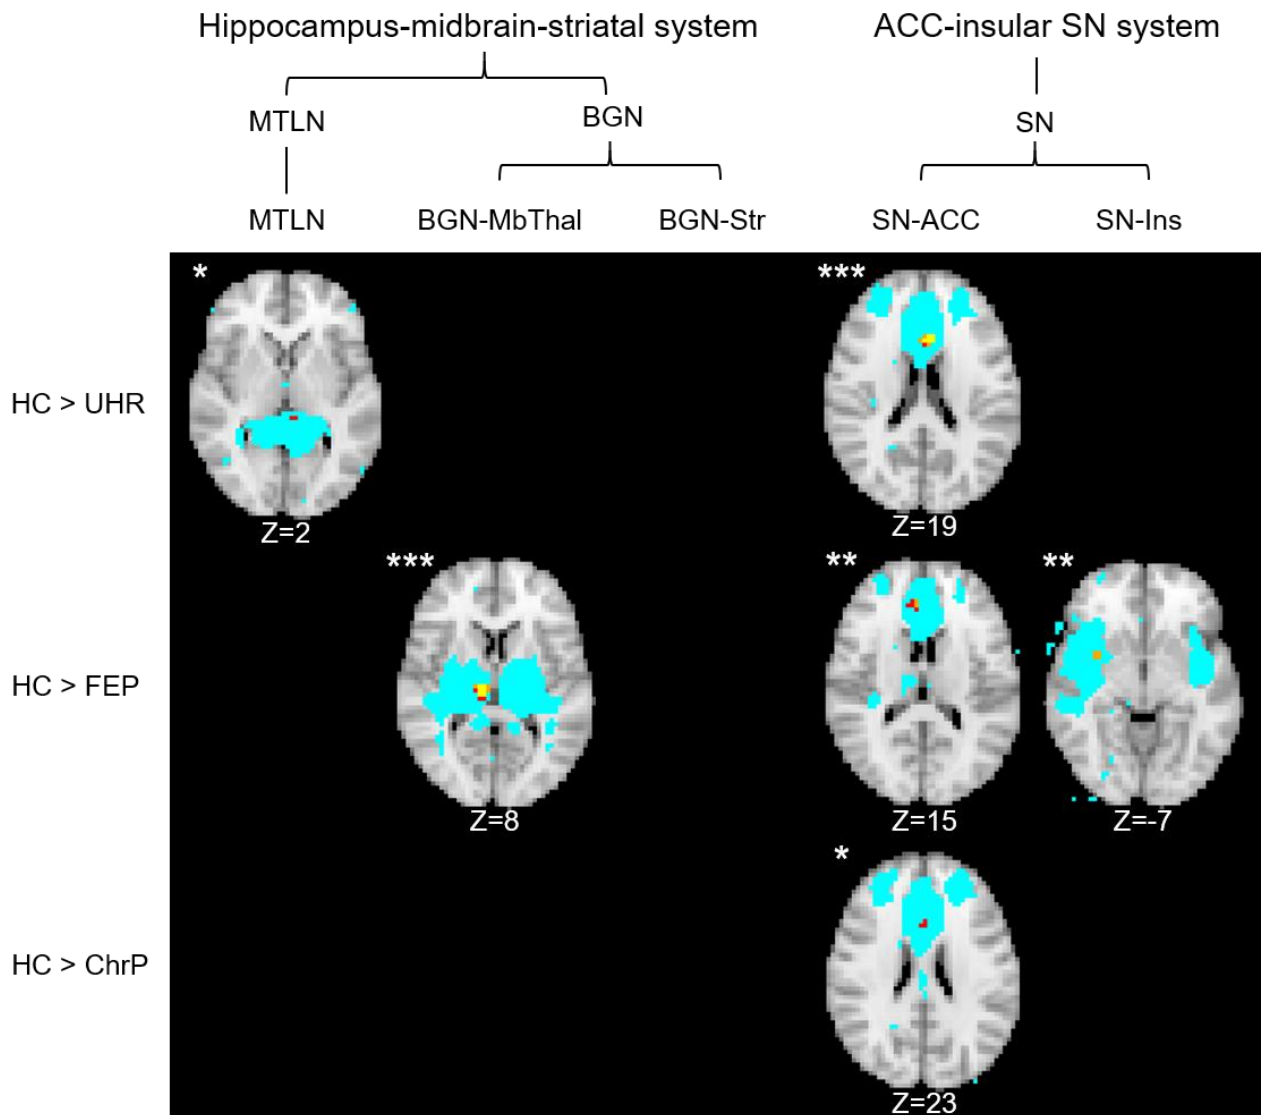 Hippocampus-midbrain-striatal system ACC-insular SN system
MTLN BGN SN
MTLN BGN-MbThal BGN-Str SN-ACC SN-Ins
* ***
HC > UHR
Z=2 Z=19
*** ** **
HC > FEP
Z=8 Z=15 Z=-7
*
HC > ChrP
Z=23